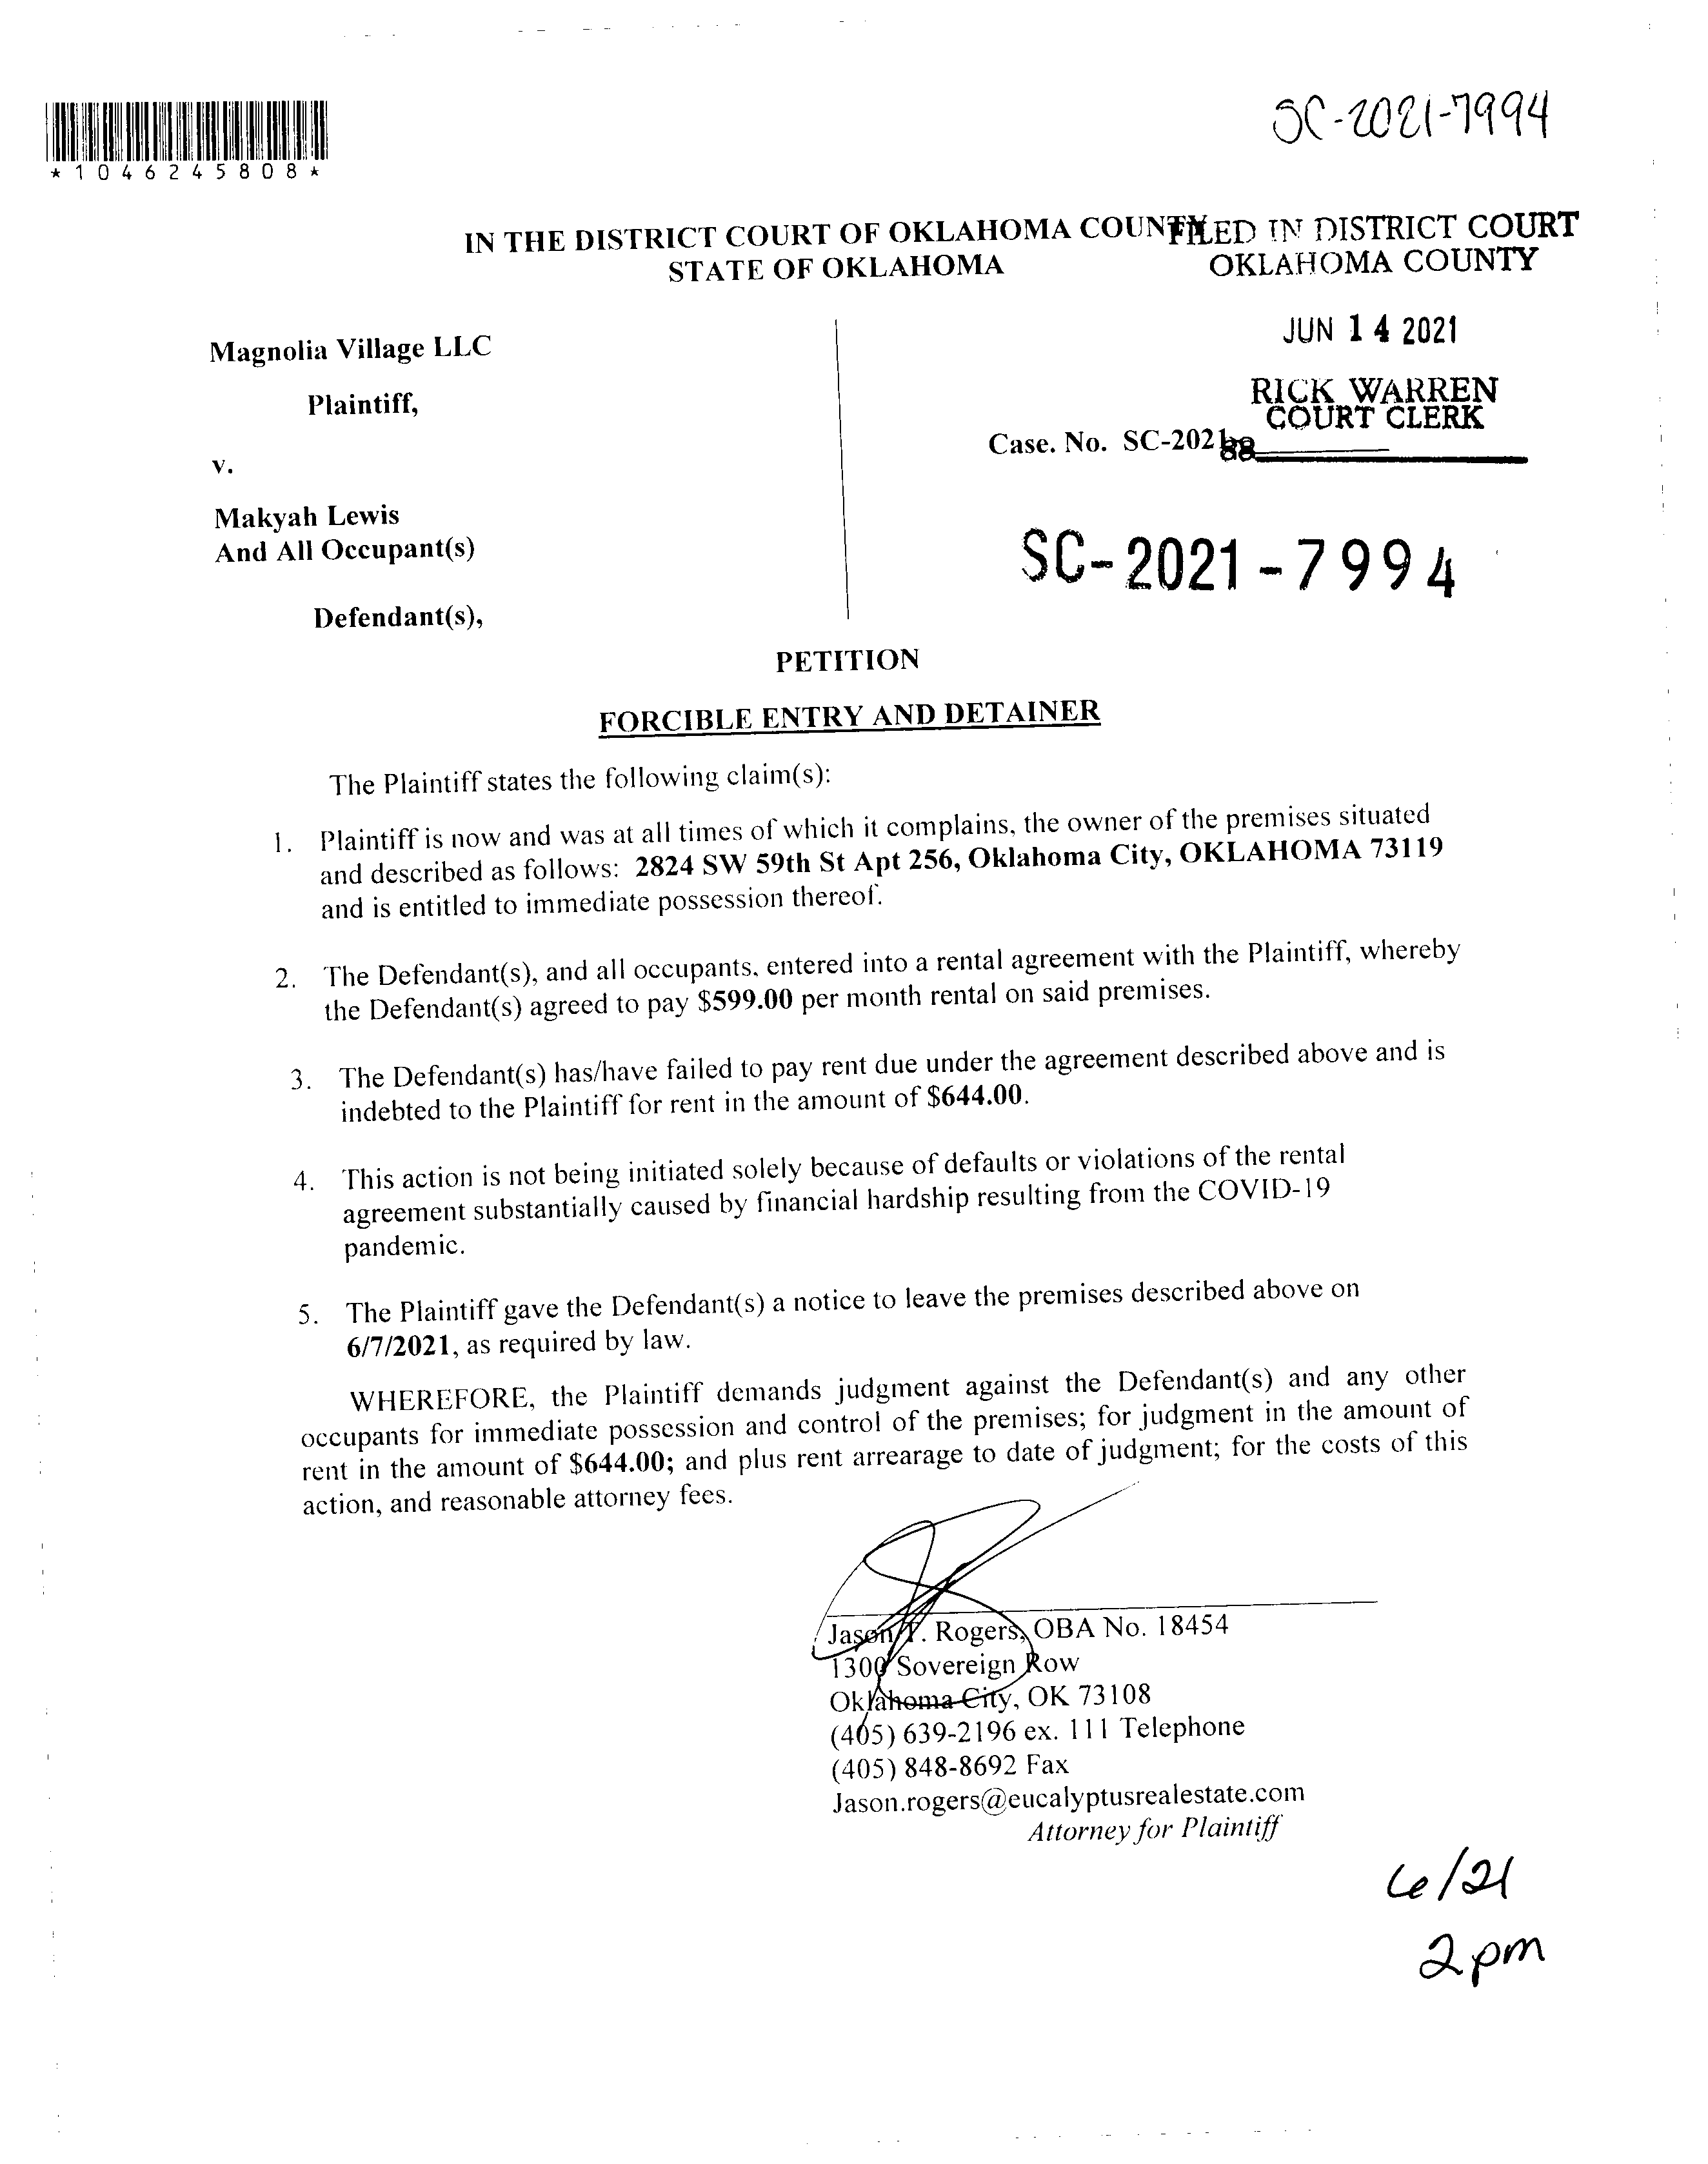 SC-2021-7994
*1046245808*
IN THE DISTRICT COURT OF OKLAHOMA COUNTY
STATE OF OKLAHOMA
FILED IN DISTRICT COURT
OKLAHOMA COUNTY
JUN 14 2021
RICK WARREN
COURT CLERK
Magnolia Village LLC
Plaintiff,
v.
Case. No. SC-2021-
88
Makyah Lewis
And All Occupant(s)
SC-2021-7994
Defendant(s),
PETITION
FORCIBLE ENTRY AND DETAINER
The Plaintiff states the following claim(s):
1. Plaintiff is now and was at all times of which it complains, the owner of the premises situated
and described as follows: 2824 SW 59th St Apt 256, Oklahoma City, OKLAHOMA 73119
and is entitled to immediate possession thereof.
2. The Defendant(s), and all occupants, entered into a rental agreement with the Plaintiff, whereby
the Defendant(s) agreed to pay $599.00 per month rental on said premises.
3. The Defendant(s) has/have failed to pay rent due under the agreement described above and is
indebted to the Plaintiff for rent in the amount of $644.00.
4. This action is not being initiated solely because of defaults or violations of the rental
agreement substantially caused by financial hardship resulting from the COVID-19
pandemic.
5. The Plaintiff gave the Defendant(s) a notice to leave the premises described above on
6/7/2021, as required by law.
WHEREFORE, the Plaintiff demands judgment against the Defendant(s) and any other
occupants for immediate possession and control of the premises; for judgment in the amount of
rent in the amount of $644.00; and plus rent arrearage to date of judgment; for the costs of this
action, and reasonable attorney fees.
Jason T. Rogers, OBA No. 18454
1300 Sovereign Row
Oklahoma City, OK 73108
(405) 639-2196 ex. 111 Telephone
(405) 848-8692 Fax
Jason.rogers@eucalyptusrealestate.com
Attorney for Plaintiff
6/21
2pm